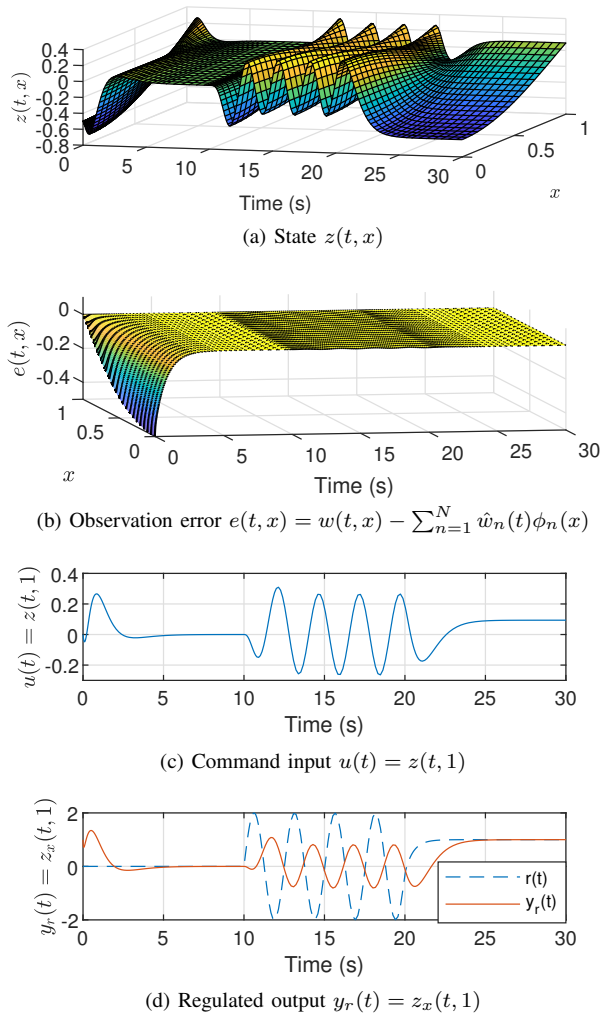 0.4
0.2
0
-0.2
-0.4
-0.6
-0.8
z(t, x)
0
5
10
15
20
25
30
0
0.5
1
Time (s)
x
(a) State z(t, x)
0
-0.2
-0.4
e(t, x)
1
0.5
0
x
0
5
10
15
20
25
30
Time (s)
(b) Observation error e(t, x) = w(t, x) − ∑_{n=1}^{N} ŵ_n(t)ϕ_n(x)
0.4
0.2
0
-0.2
u(t) = z(t, 1)
0 5 10 15 20 25 30
Time (s)
(c) Command input u(t) = z(t, 1)
2
0
-2
y_r(t) = z_x(t, 1)
r(t)
y_r(t)
0 5 10 15 20 25 30
Time (s)
(d) Regulated output y_r(t) = z_x(t, 1)